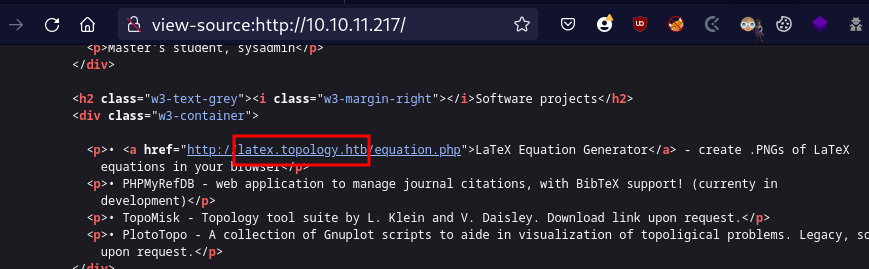 view-source:http://10.10.11.217/
<p>Master's student, sysadmin</p>
</div>
<h2 class="w3-text-grey"><i class="w3-margin-right"></i>Software projects</h2>
<div class="w3-container">
<p>• <a href="http://latex.topology.htb/equation.php">LaTeX Equation Generator</a> - create .PNGs of LaTeX
equations in your browser</p>
<p>• PHPMyRefDB - web application to manage journal citations, with BibTeX support! (currenty in
development)</p>
<p>• TopoMisk - Topology tool suite by L. Klein and V. Daisley. Download link upon request.</p>
<p>• PlotoTopo - A collection of Gnuplot scripts to aide in visualization of topoligical problems. Legacy, so
upon request.</p>
</div>